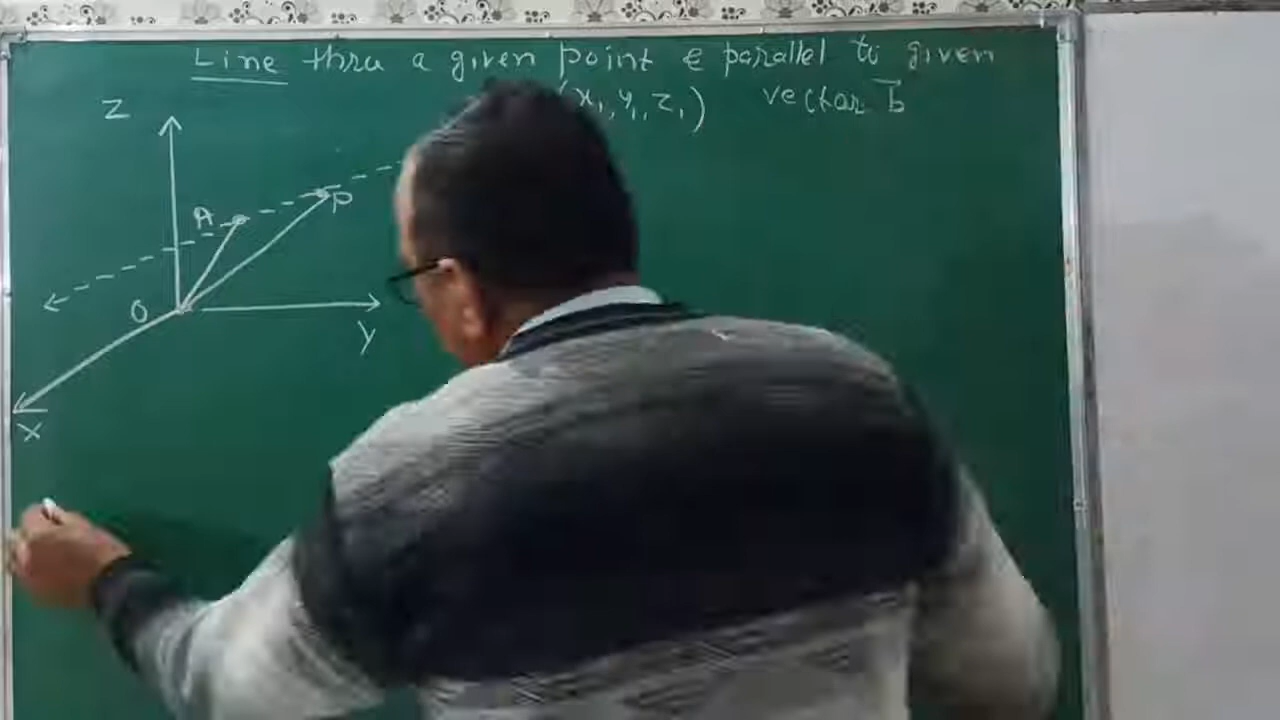 Line thru a given point & parallel to given
(x₁, y₁, z₁) vector b⃗
Z
A
P
O
Y
X